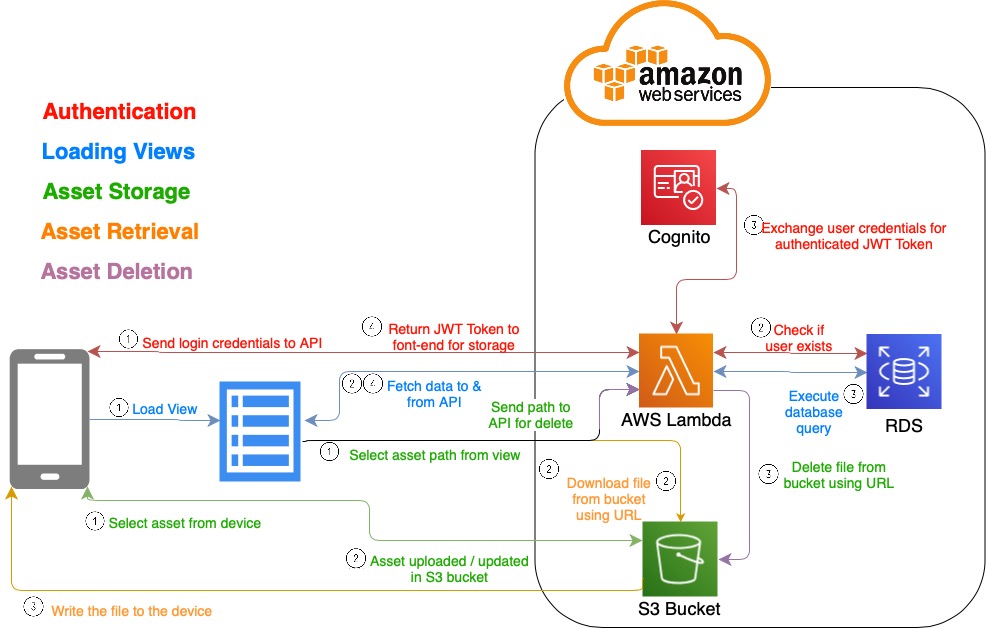 amazon
web services
Authentication
Loading Views
Asset Storage
Asset Retrieval
Asset Deletion
Cognito
3
Exchange user credentials for
authenticated JWT Token
1
Send login credentials to API
4
Return JWT Token to
font-end for storage
2
Check if
user exists
1
Load View
2
4
Fetch data to &
from API
Send path to
API for delete
AWS Lambda
Execute
database
query
3
RDS
1
Select asset path from view
2
Download file
from bucket
using URL
2
3
Delete file from
bucket using URL
1
Select asset from device
2
Asset uploaded / updated
in S3 bucket
S3 Bucket
3
Write the file to the device